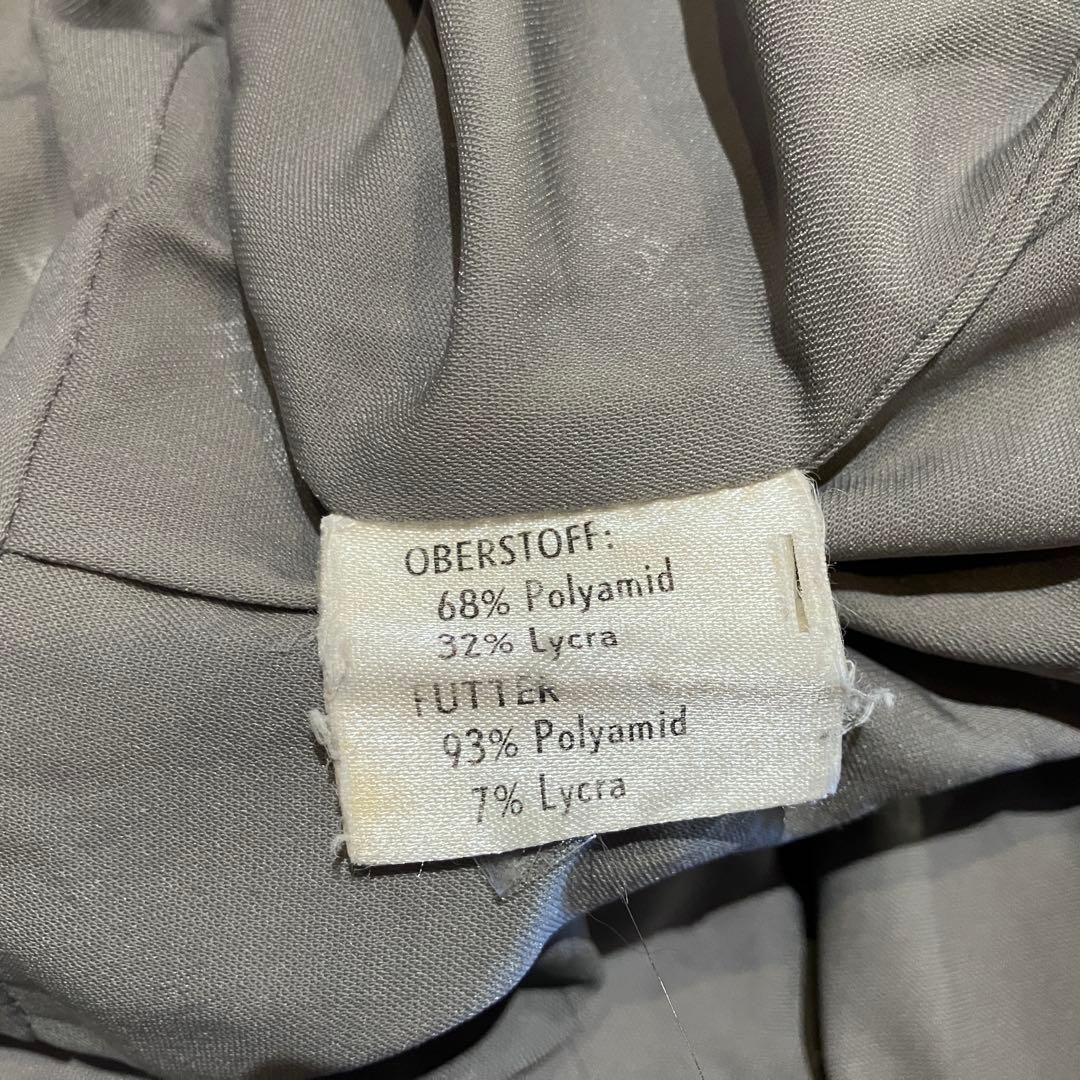 OBERSTOFF:
68% Polyamid
32% Lycra
FUTTER
93% Polyamid
7% Lycra